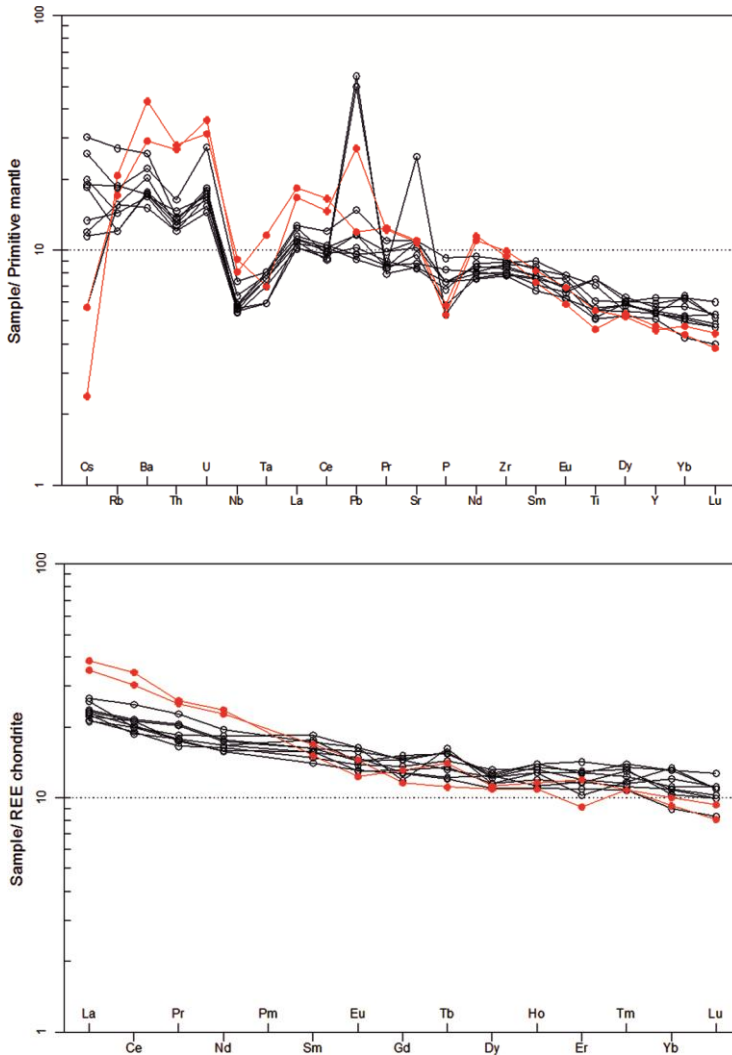 100
10
1
Sample/ Primitive mantle
Cs Ba U Ta Ce Pr P Zr Eu Dy Yb
Rb Th Nb La Pb Sr Nd Sm Ti Y Lu
100
10
1
Sample/ REE chondrite
La Pr Pm Eu Tb Ho Tm Lu
Ce Nd Sm Gd Dy Er Yb